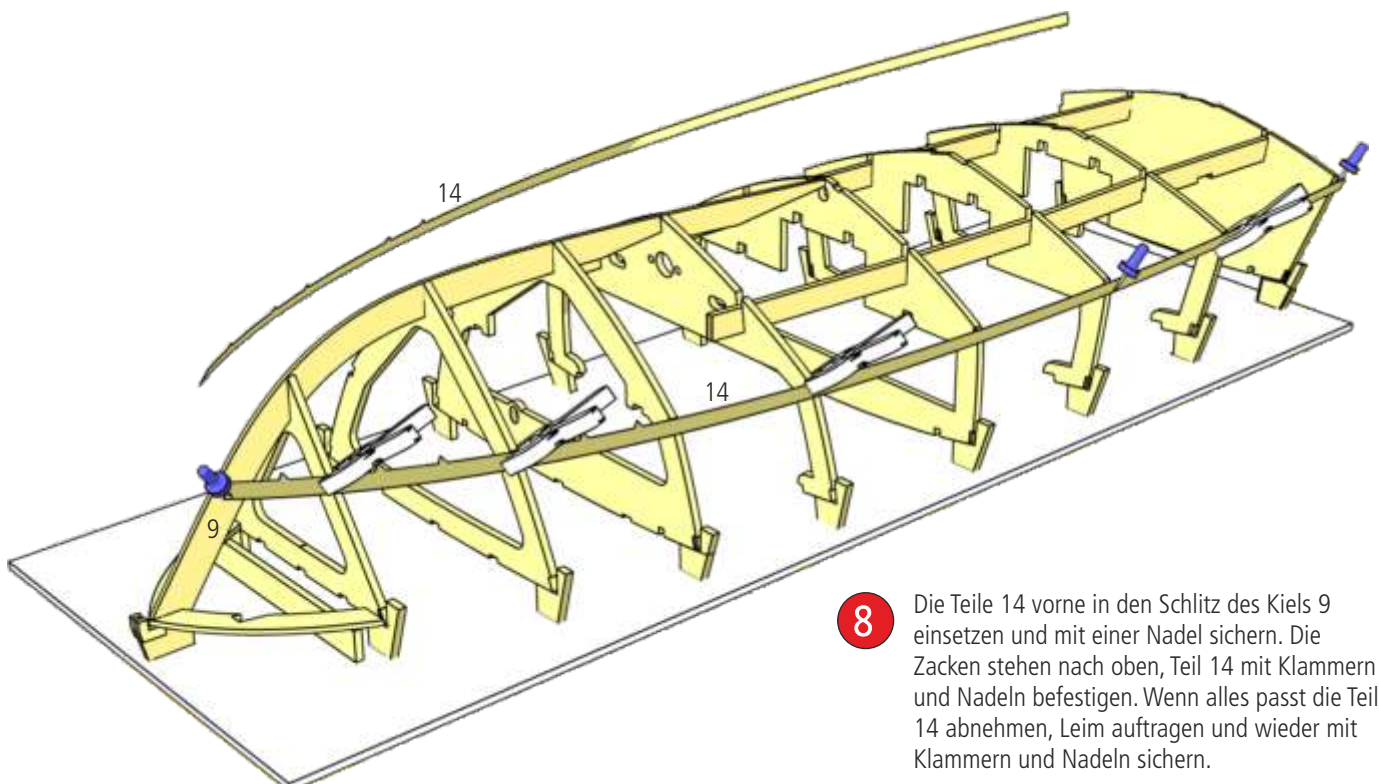 14
14
9
8
Die Teile 14 vorne in den Schlitz des Kiels 9
einsetzen und mit einer Nadel sichern. Die
Zacken stehen nach oben, Teil 14 mit Klammern
und Nadeln befestigen. Wenn alles passt die Teil
14 abnehmen, Leim auftragen und wieder mit
Klammern und Nadeln sichern.